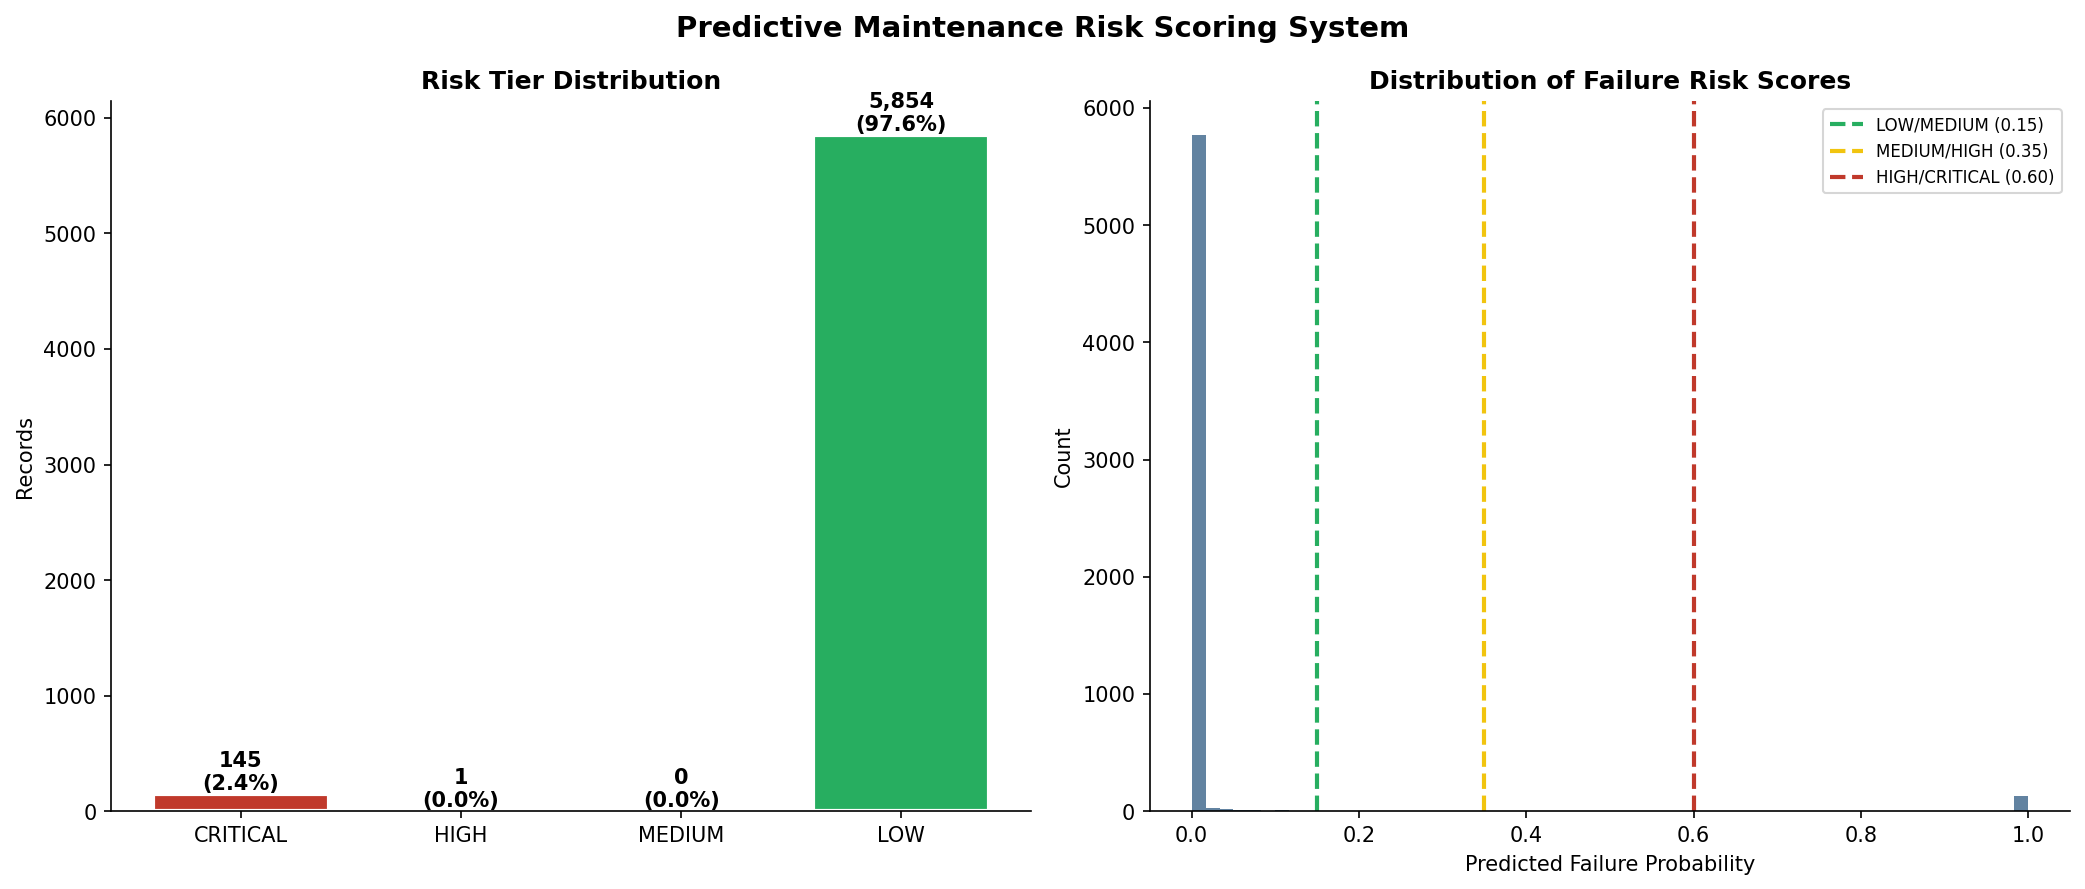 Predictive Maintenance Risk Scoring System
Risk Tier Distribution
Records
6000
5000
4000
3000
2000
1000
0
145
(2.4%)
1
(0.0%)
0
(0.0%)
5,854
(97.6%)
CRITICAL
HIGH
MEDIUM
LOW
Distribution of Failure Risk Scores
Count
6000
5000
4000
3000
2000
1000
0
LOW/MEDIUM (0.15)
MEDIUM/HIGH (0.35)
HIGH/CRITICAL (0.60)
0.0
0.2
0.4
0.6
0.8
1.0
Predicted Failure Probability